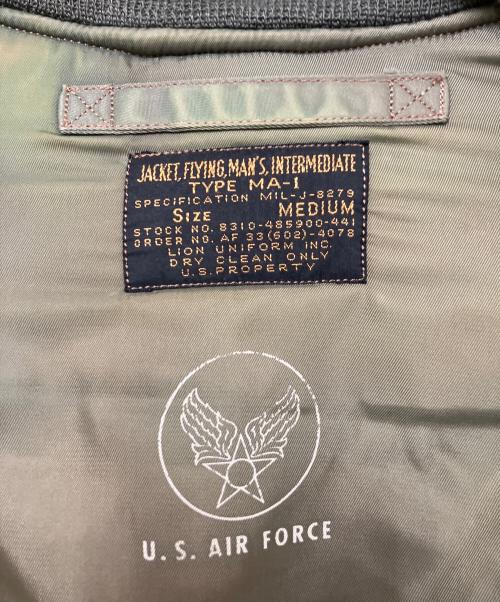 JACKET, FLYING, MAN'S, INTERMEDIATE
TYPE MA-1
SPECIFICATION MIL-J-8279
SIZE MEDIUM
STOCK NO. 8310-485900-441
ORDER NO. AF 33(602)-4078
LION UNIFORM INC.
DRY CLEAN ONLY
U.S.PROPERTY
U.S. AIR FORCE